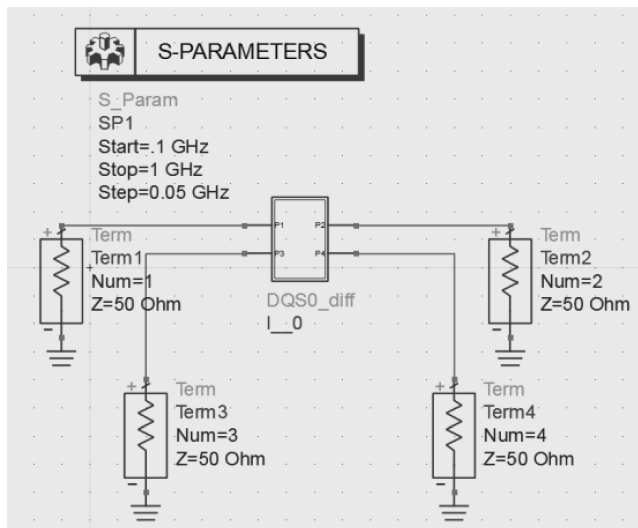 S-PARAMETERS
S_Param
SP1
Start=.1 GHz
Stop=1 GHz
Step=0.05 GHz
P1
P2
P3
P4
+
Term
Term1
Num=1
Z=50 Ohm
-
DQS0_diff
I__0
+
Term
Term2
Num=2
Z=50 Ohm
-
+
Term
Term3
Num=3
Z=50 Ohm
-
+
Term
Term4
Num=4
Z=50 Ohm
-